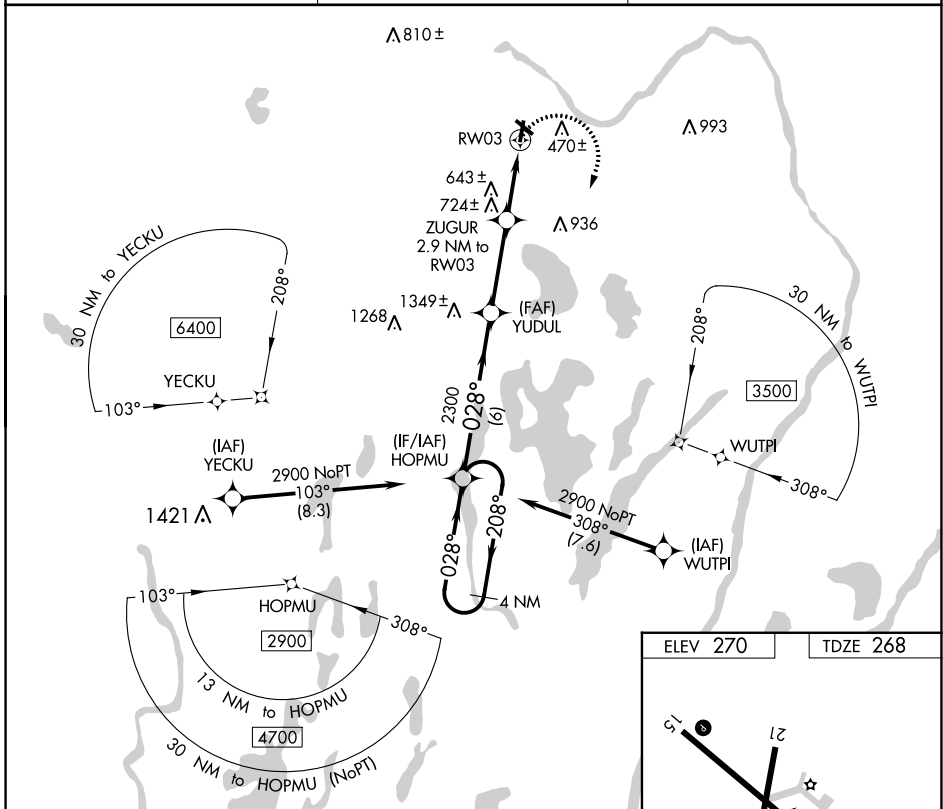 810±
993
RW03
470±
643±
724±
ZUGUR
2.9 NM to
RW03
936
30 NM to YECKU
208°
6400
YECKU
103°
1349±
1268
(FAF)
YUDUL
30 NM to WUTPI
208°
3500
WUTPI
308°
2300
028°
(6)
(IF/IAF)
HOPMU
(IAF)
YECKU
2900 NoPT
103°
(8.3)
1421
2900 NoPT
308°
(7.6)
(IAF)
WUTPI
028°
208°
4 NM
103°
HOPMU
308°
2900
13 NM to HOPMU
4700
30 NM to HOPMU (NoPT)
ELEV 270
TDZE 268
15
P
21